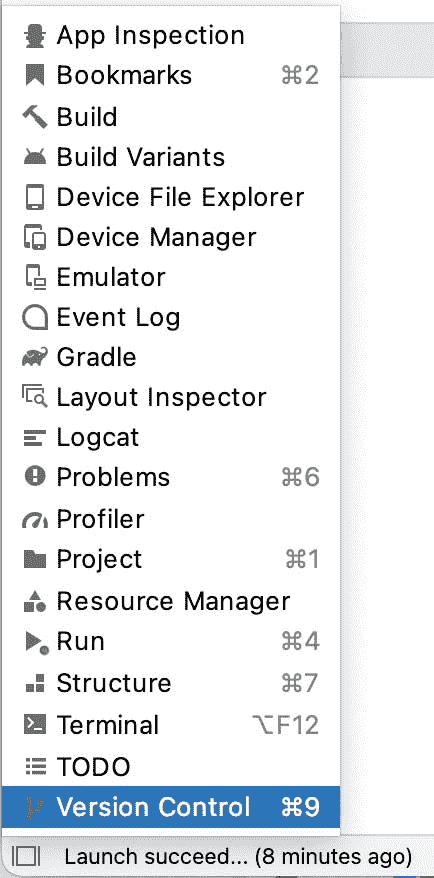 App Inspection
Bookmarks ⌘2
Build
Build Variants
Device File Explorer
Device Manager
Emulator
Event Log
Gradle
Layout Inspector
Logcat
Problems ⌘6
Profiler
Project ⌘1
Resource Manager
Run ⌘4
Structure ⌘7
Terminal ⌥F12
TODO
Version Control ⌘9
Launch succeed... (8 minutes ago)